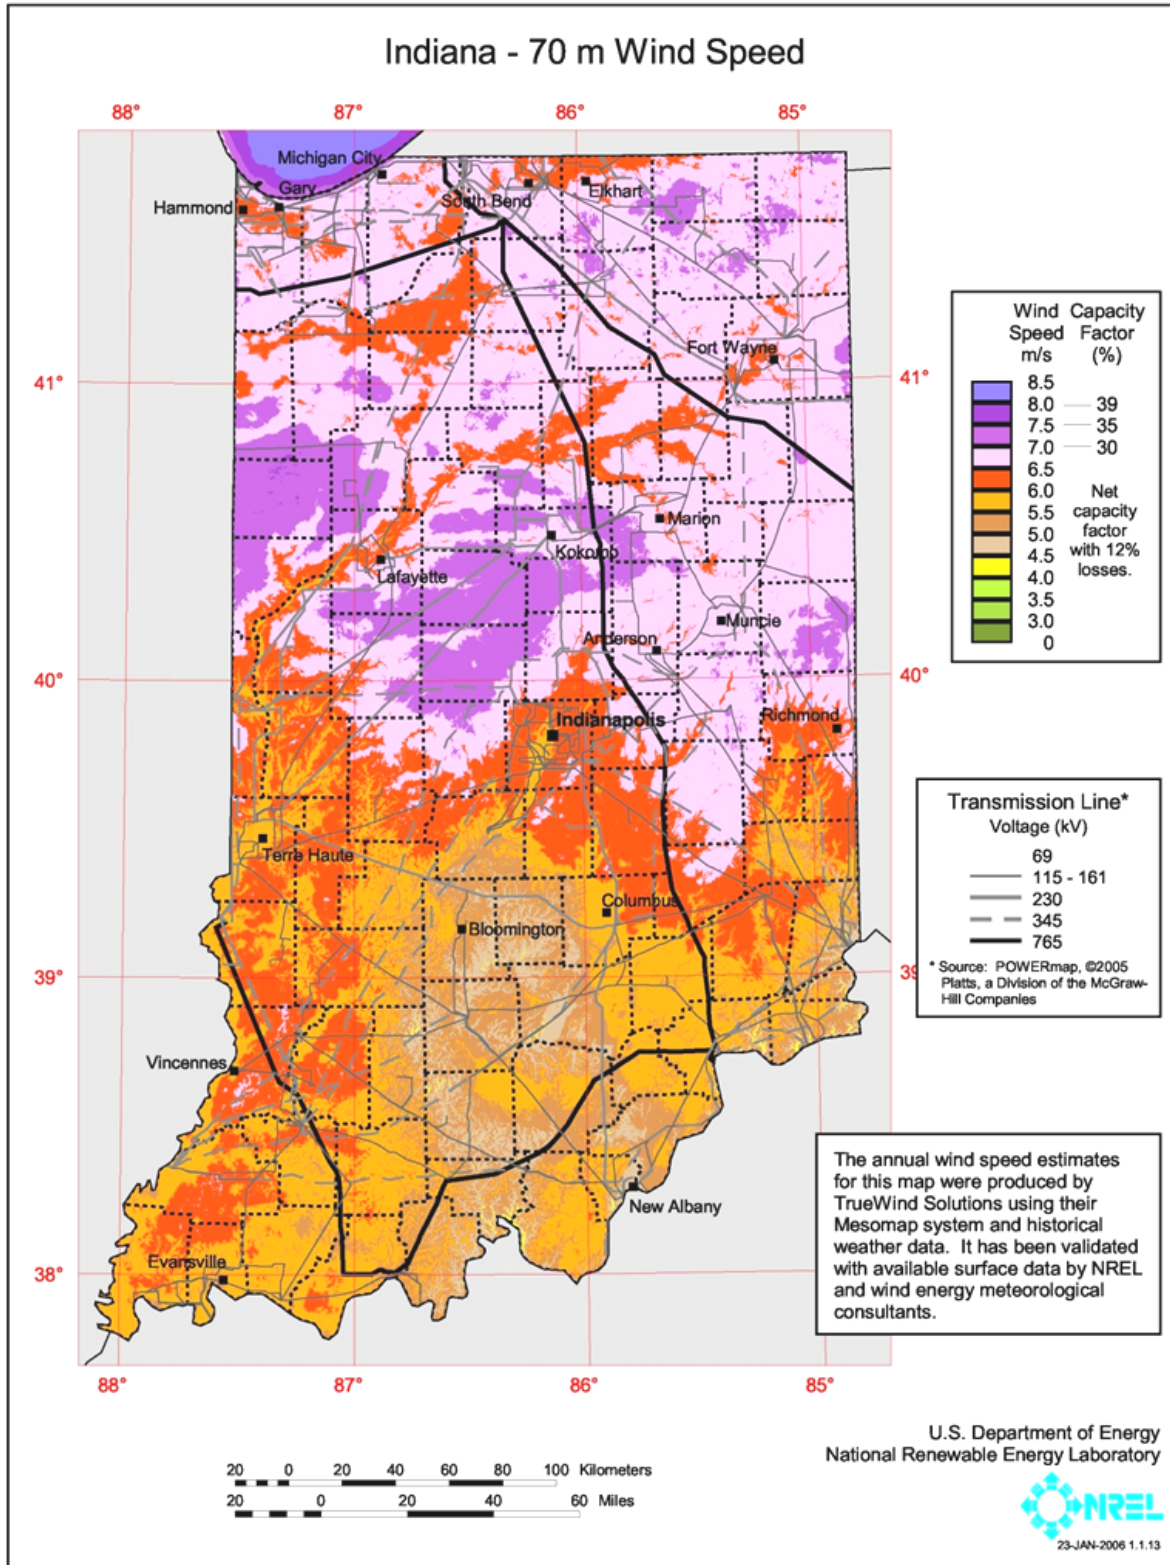 Indiana - 70 m Wind Speed
88° 87° 86° 85°
Michigan City
Gary
South Bend
Elkhart
Hammond
Fort Wayne
41° 41°
Marion
Kokomo
Lafayette
Muncie
Anderson
40° 40°
Indianapolis
Richmond
Terre Haute
Columbus
Bloomington
39° 39
Vincennes
New Albany
Evansville
38°
88° 87° 86° 85°
Wind Capacity
Speed Factor
m/s (%)
8.5
8.0 39
7.5 35
7.0 30
6.5
6.0
5.5
5.0
4.5
4.0
3.5
3.0
0
Net
capacity
factor
with 12%
losses.
Transmission Line*
Voltage (kV)
69
115 - 161
230
345
765
* Source: POWERmap, ©2005
Platts, a Division of the McGraw-
Hill Companies
The annual wind speed estimates
for this map were produced by
TrueWind Solutions using their
Mesomap system and historical
weather data. It has been validated
with available surface data by NREL
and wind energy meteorological
consultants.
U.S. Department of Energy
National Renewable Energy Laboratory
20 0 20 40 60 80 100 Kilometers
20 0 20 40 60 Miles
NREL
23-JAN-2006 1.1.13